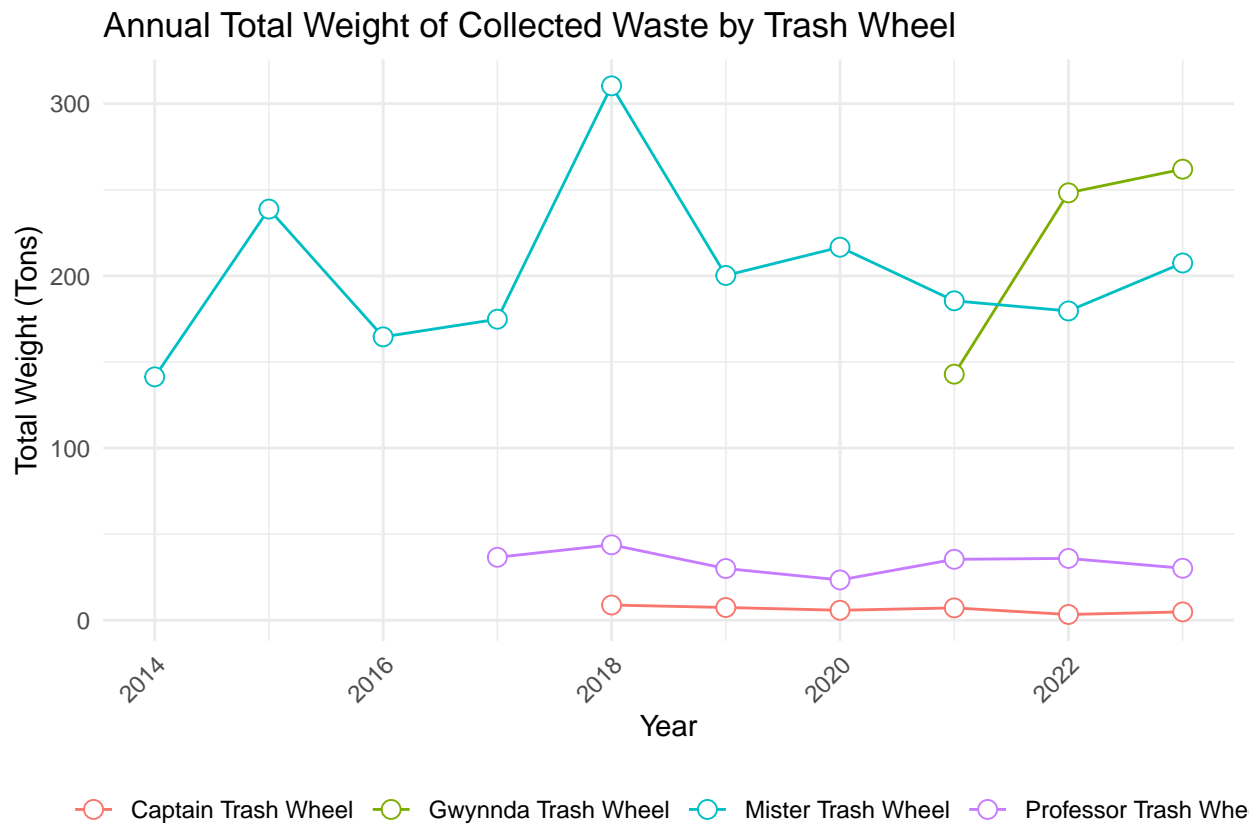 Annual Total Weight of Collected Waste by Trash Wheel
Total Weight (Tons)
300
200
100
0
2014 2016 2018 2020 2022
Year
Captain Trash Wheel Gwynnda Trash Wheel Mister Trash Wheel Professor Trash Whe